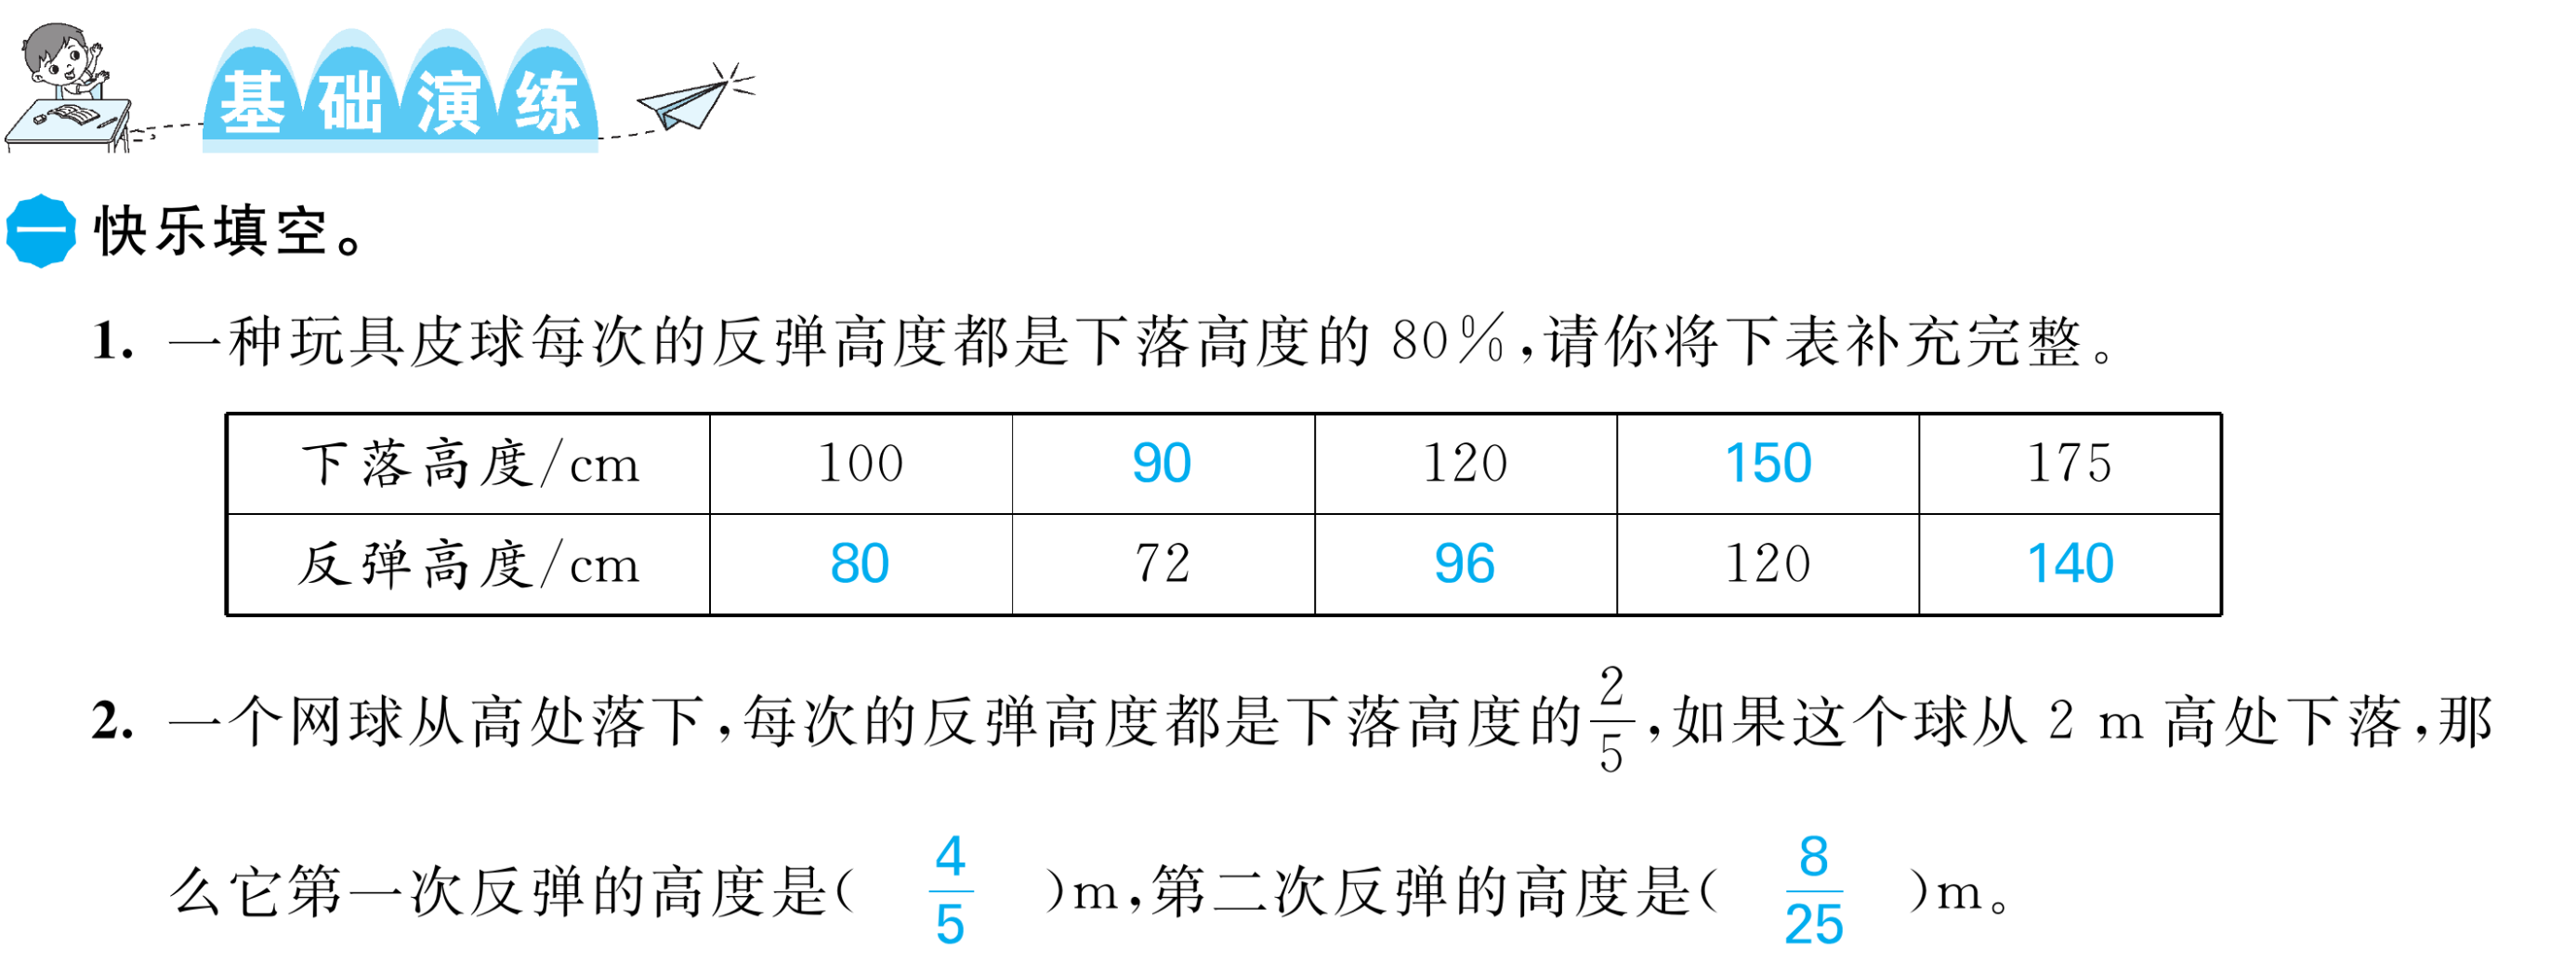 基础演练
一 快乐填空。
1. 一种玩具皮球每次的反弹高度都是下落高度的 80%,请你将下表补充完整。
下落高度/cm 100 90 120 150 175
反弹高度/cm 80 72 96 120 140
2. 一个网球从高处落下,每次的反弹高度都是下落高度的2/5,如果这个球从 2 m 高处下落,那
么它第一次反弹的高度是( 4/5 )m,第二次反弹的高度是( 8/25 )m。